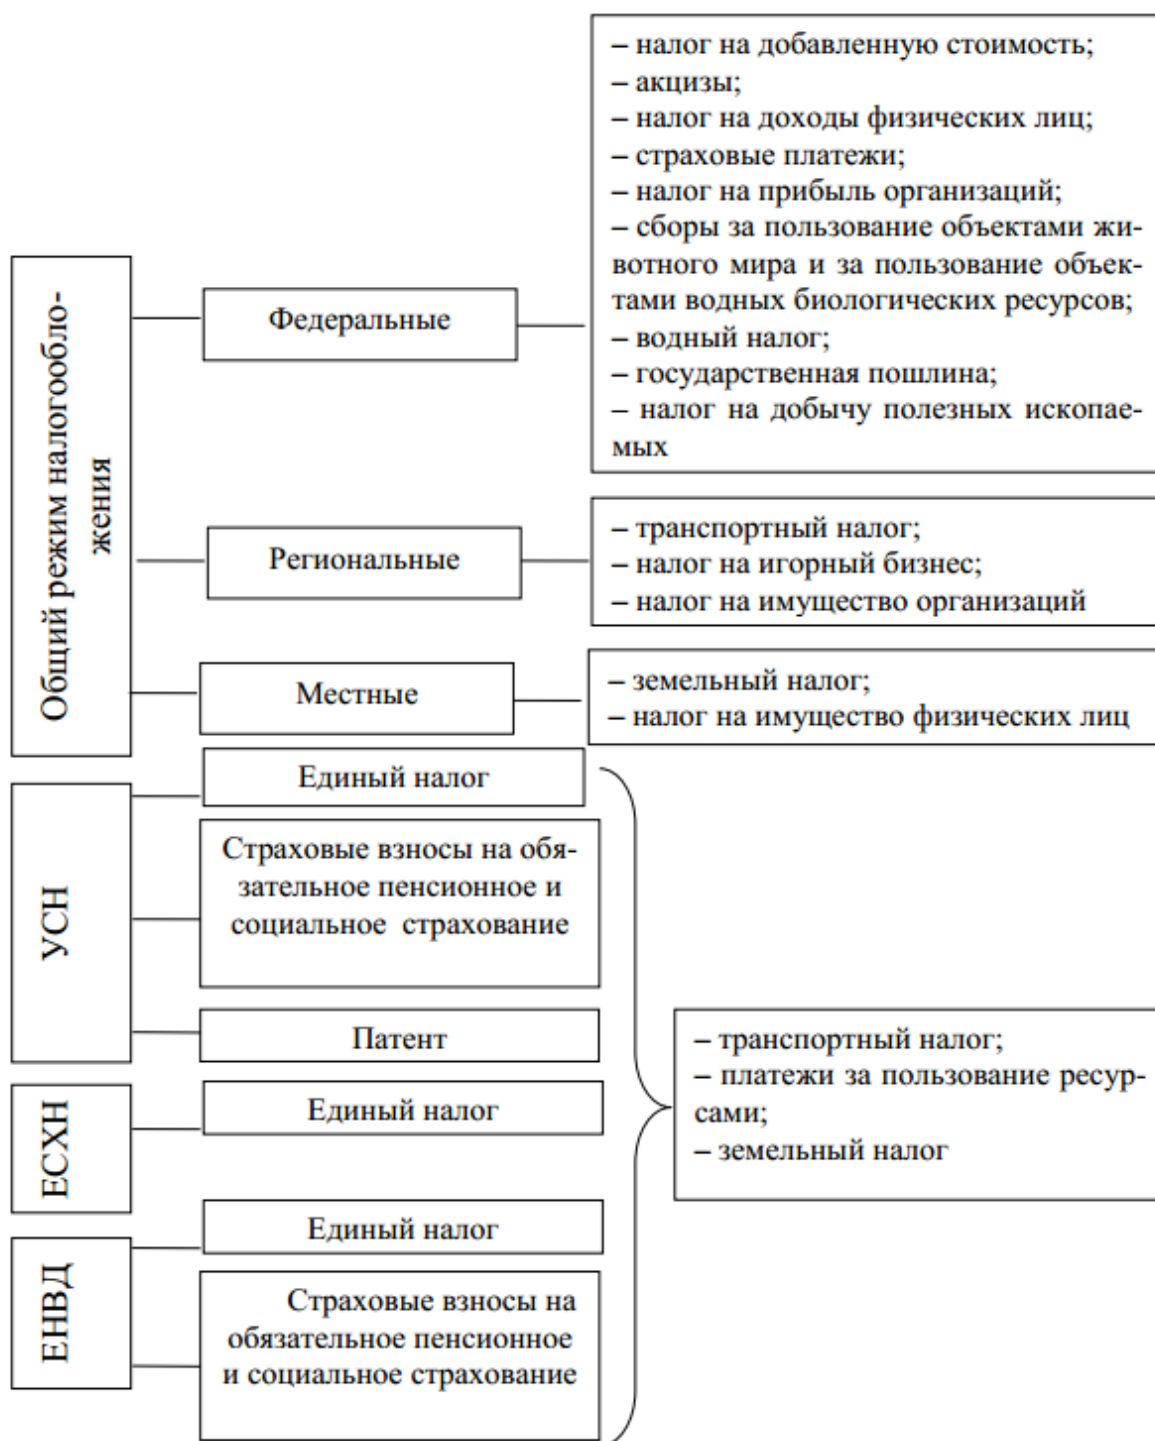 – налог на добавленную стоимость;
– акцизы;
– налог на доходы физических лиц;
– страховые платежи;
– налог на прибыль организаций;
– сборы за пользование объектами жи-
вотного мира и за пользование объек-
тами водных биологических ресурсов;
– водный налог;
– государственная пошлина;
– налог на добычу полезных ископае-
мых
Общий режим налогообло-
жения
Федеральные
Региональные
– транспортный налог;
– налог на игорный бизнес;
– налог на имущество организаций
Местные
– земельный налог;
– налог на имущество физических лиц
УСН
Единый налог
Страховые взносы на обя-
зательное пенсионное и
социальное страхование
Патент
ЕСХН
Единый налог
ЕНВД
Единый налог
Страховые взносы на
обязательное пенсионное
и социальное страхование
– транспортный налог;
– платежи за пользование ресур-
сами;
– земельный налог